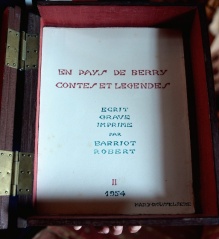 EN PAYS DE BERRY
CONTES ET LEGENDES
ECRIT
GRAVE
IMPRIME
PAR
BARRIOT
ROBERT
II
1954